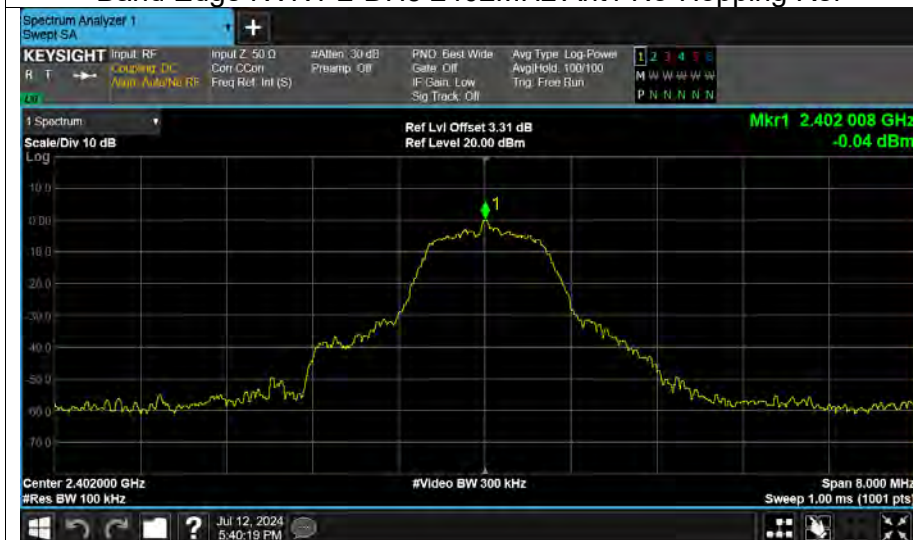 Spectrum Analyzer 1
Swept SA
+
KEYSIGHT
R T
Input: RF
Coupling: DC
Align: Auto/No RF
Input Z: 50 Ω
Corr CCorr
Freq Ref: Int (S)
#Atten: 30 dB
Preamp: Off
PNO: Best Wide
Gate: Off
IF Gain: Low
Sig Track: Off
Avg Type: Log-Power
Avg|Hold: 100/100
Trig: Free Run
1 2 3 4 5 6
M W W W W W
P N N N N N
1 Spectrum
Scale/Div 10 dB
Ref Lvl Offset 3.31 dB
Ref Level 20.00 dBm
Mkr1 2.402 008 GHz
-0.04 dBm
Log
10.0
0.00
-10.0
-20.0
-30.0
-40.0
-50.0
-60.0
-70.0
1
Center 2.402000 GHz
#Res BW 100 kHz
#Video BW 300 kHz
Span 8.000 MHz
Sweep 1.00 ms (1001 pts)
?
Jul 12, 2024
5:40:19 PM